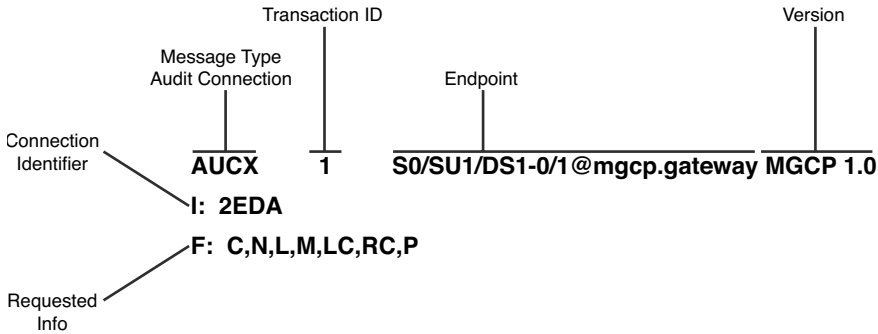 Transaction ID
Version
Message Type
Audit Connection
Endpoint
Connection
Identifier
AUCX 1 S0/SU1/DS1-0/1@mgcp.gateway MGCP 1.0
I: 2EDA
F: C,N,L,M,LC,RC,P
Requested
Info